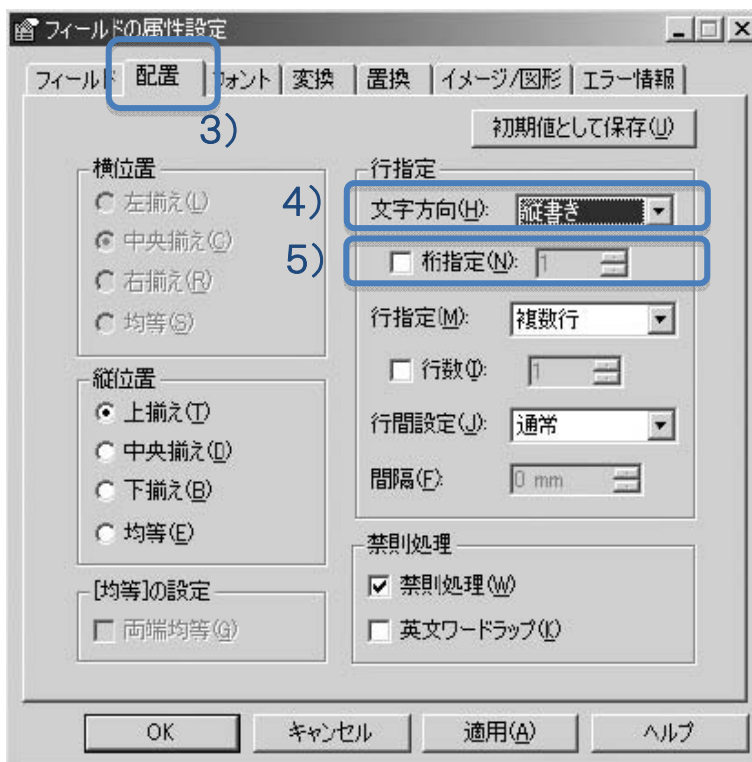 フィールドの属性設定
フィールド 配置 フォント 変換 置換 イメージ/図形 エラー情報
3)
初期値として保存(U)
横位置
左揃え(L)
中央揃え(C)
右揃え(R)
均等(S)
縦位置
上揃え(T)
中央揃え(D)
下揃え(B)
均等(E)
[均等]の設定
両端均等(G)
行指定
4) 文字方向(H): 縦書き
5) 桁指定(N): 1
行指定(M): 複数行
行数(I): 1
行間設定(J): 通常
間隔(F): 0 mm
禁則処理
禁則処理(W)
英文ワードラップ(K)
OK キャンセル 適用(A) ヘルプ